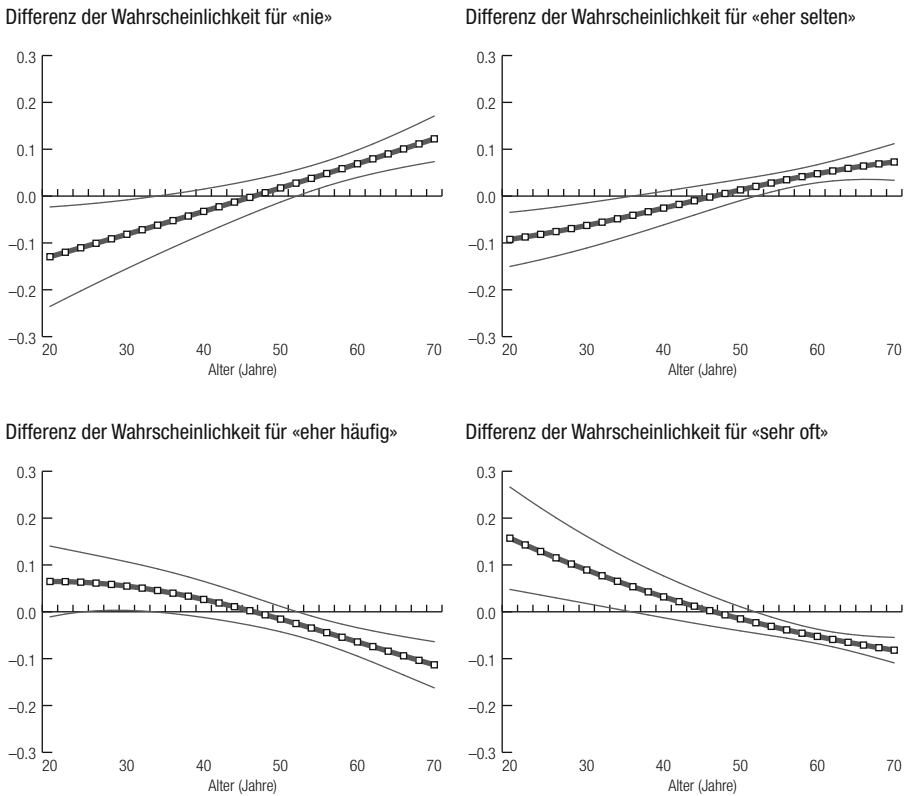 Differenz der Wahrscheinlichkeit für «nie»
0.3
0.2
0.1
0.0
–0.1
–0.2
–0.3
20 30 40 50 60 70
Alter (Jahre)
Differenz der Wahrscheinlichkeit für «eher selten»
0.3
0.2
0.1
0.0
–0.1
–0.2
–0.3
20 30 40 50 60 70
Alter (Jahre)
Differenz der Wahrscheinlichkeit für «eher häufig»
0.3
0.2
0.1
0.0
–0.1
–0.2
–0.3
20 30 40 50 60 70
Alter (Jahre)
Differenz der Wahrscheinlichkeit für «sehr oft»
0.3
0.2
0.1
0.0
–0.1
–0.2
–0.3
20 30 40 50 60 70
Alter (Jahre)